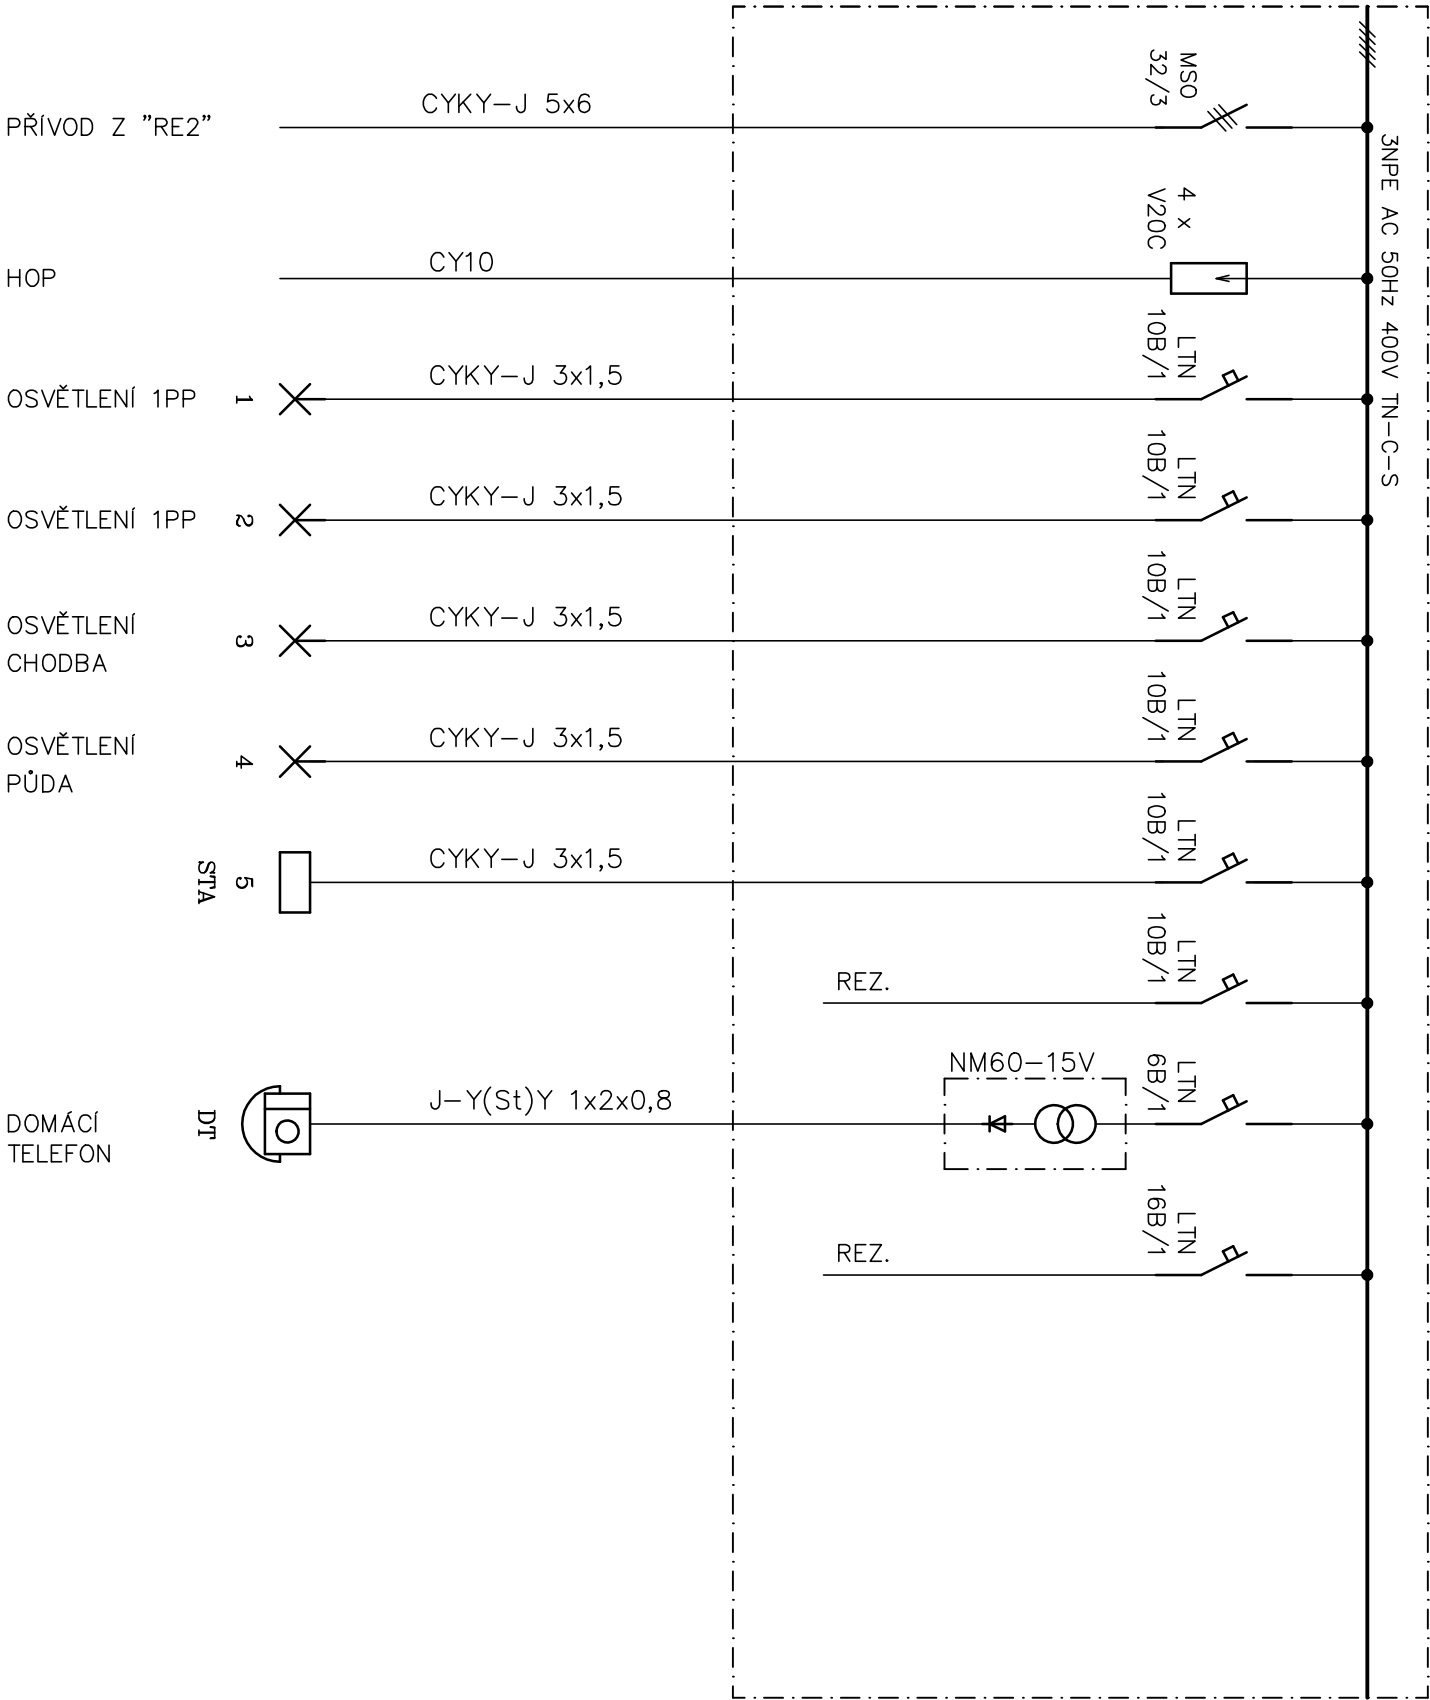 3NPE AC 50Hz 400V TN-C-S
PŘÍVOD Z "RE2"
CYKY-J 5x6
MSO
32/3
HOP
CY10
4 x
V20C
OSVĚTLENÍ 1PP
1
CYKY-J 3x1,5
LTN
10B/1
OSVĚTLENÍ 1PP
2
CYKY-J 3x1,5
LTN
10B/1
OSVĚTLENÍ
CHODBA
3
CYKY-J 3x1,5
LTN
10B/1
OSVĚTLENÍ
PŮDA
4
CYKY-J 3x1,5
LTN
10B/1
5
STA
CYKY-J 3x1,5
LTN
10B/1
REZ.
LTN
10B/1
DOMÁCÍ
TELEFON
DT
J-Y(St)Y 1x2x0,8
NM60-15V
LTN
6B/1
REZ.
LTN
16B/1